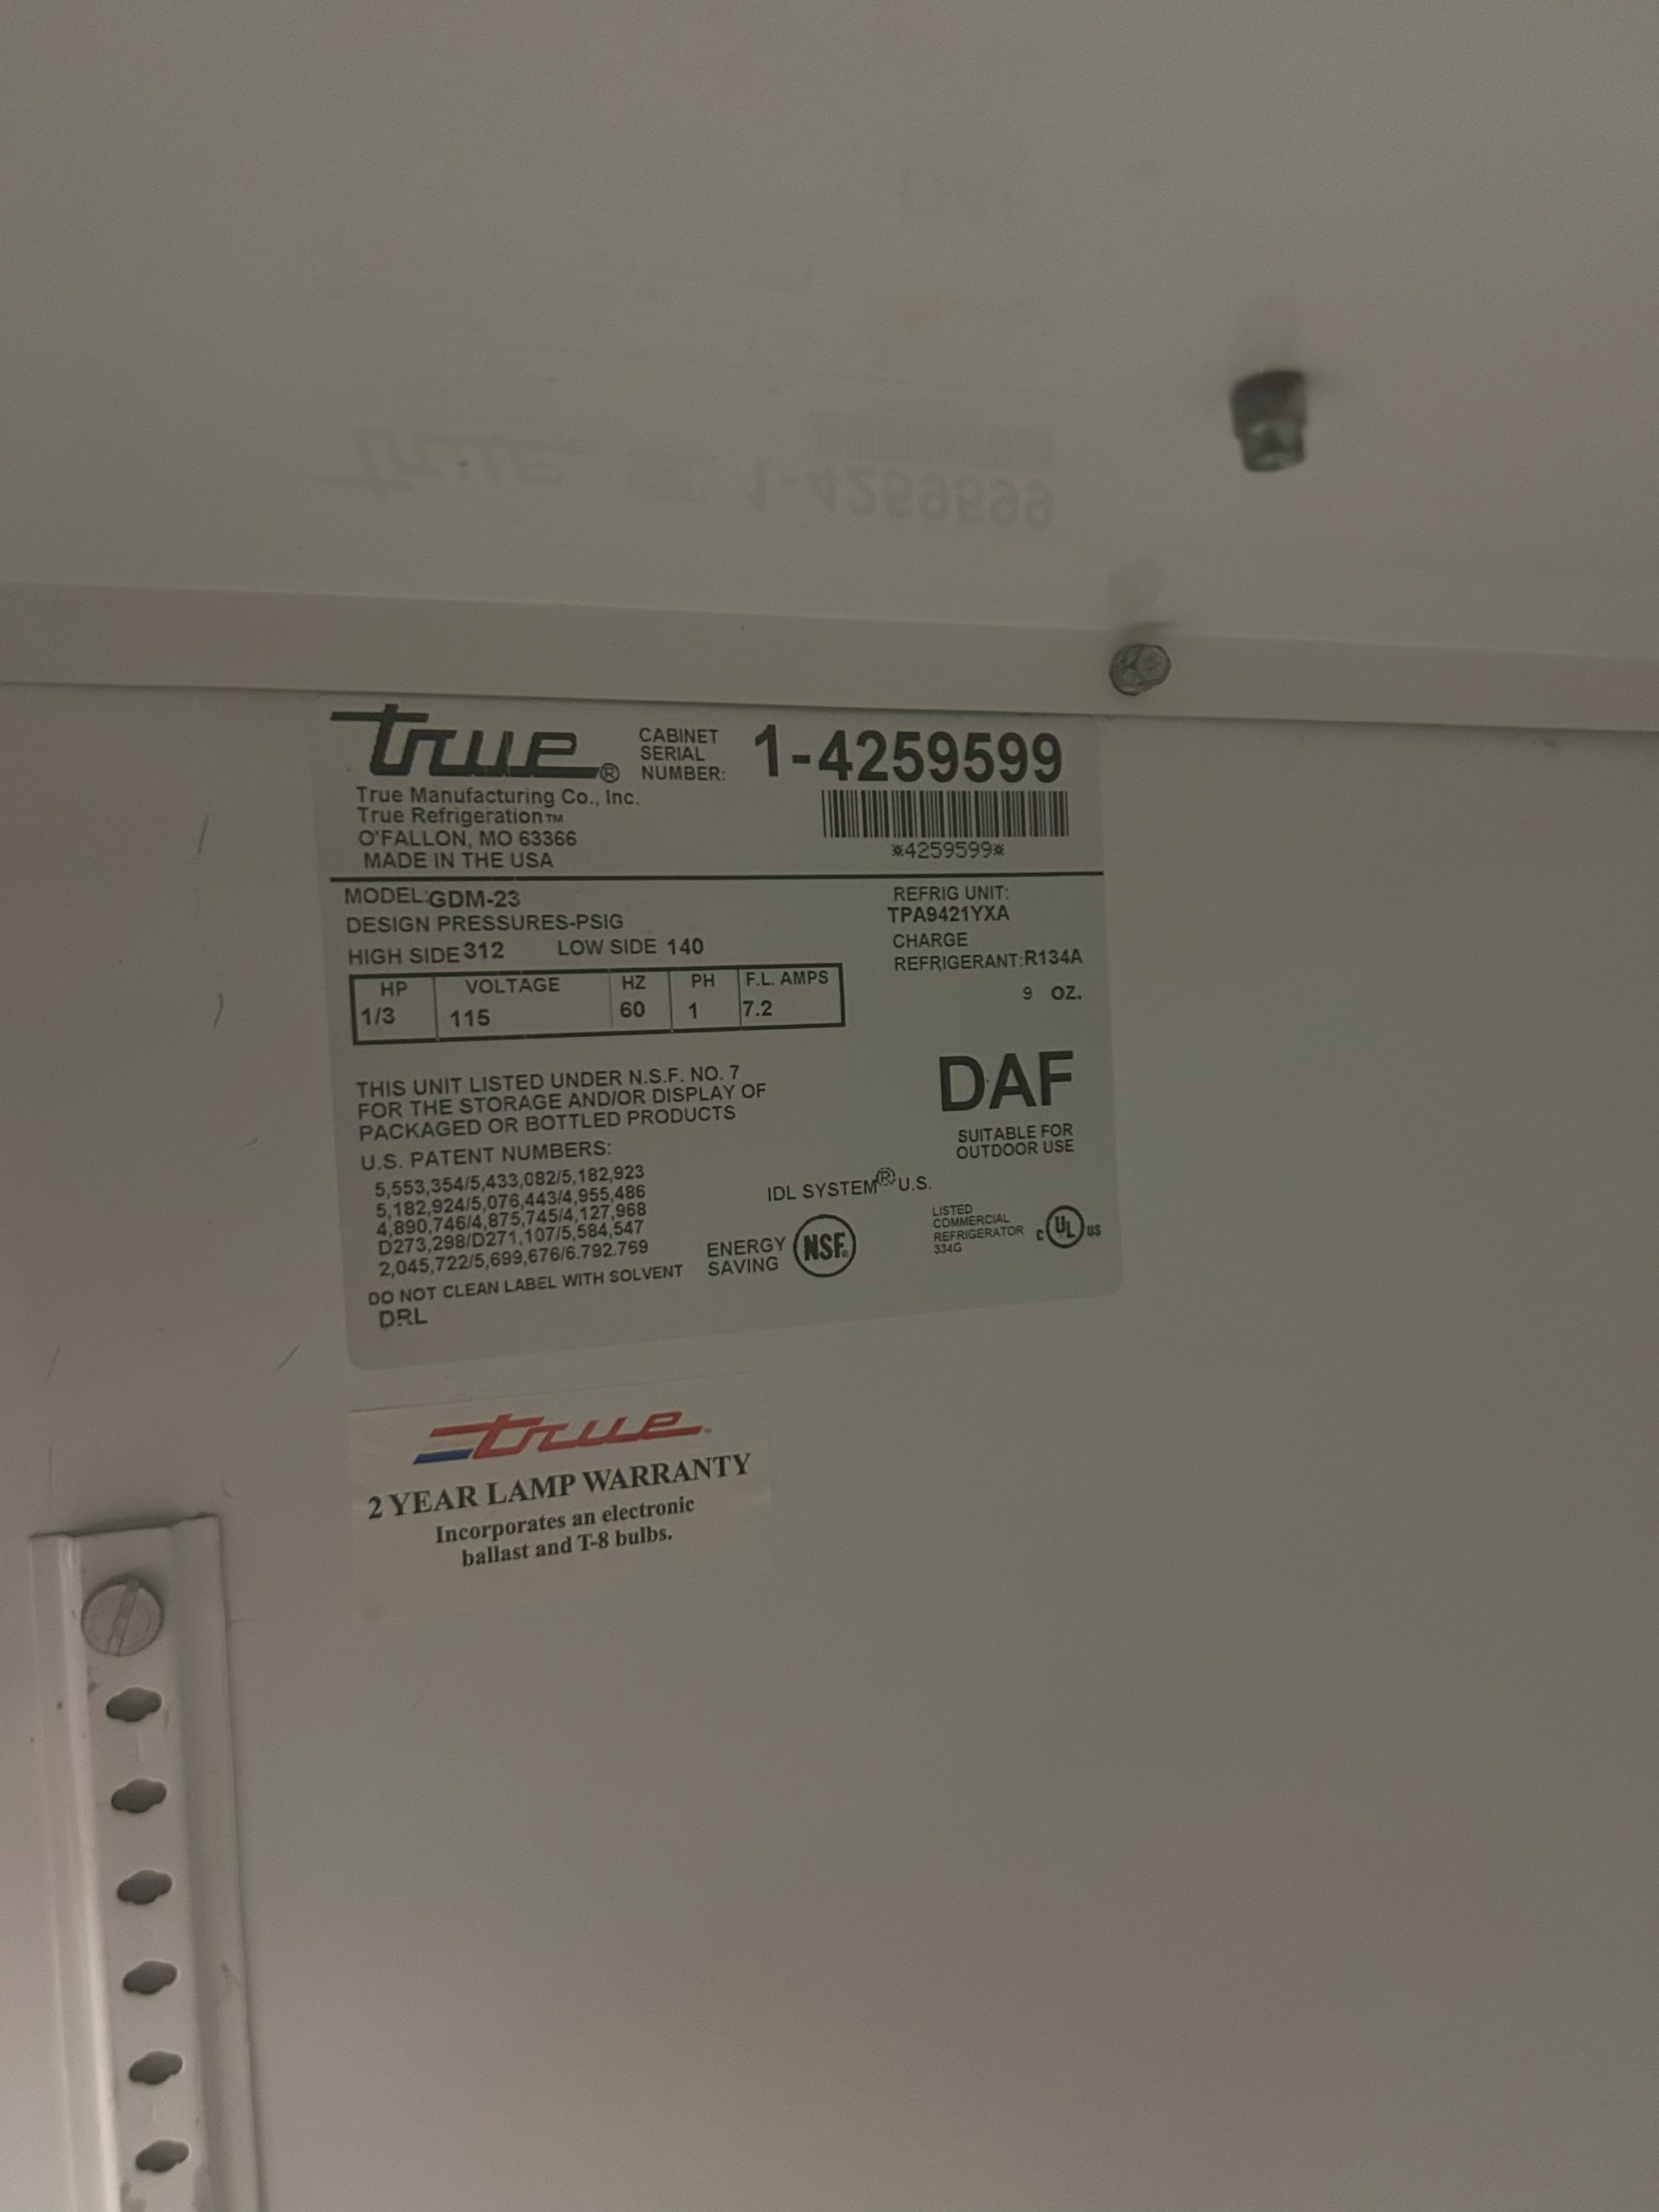 true®
CABINET
SERIAL
NUMBER:
1-4259599
True Manufacturing Co., Inc.
True Refrigeration™
O'FALLON, MO 63366
MADE IN THE USA
*4259599*
MODEL:GDM-23
DESIGN PRESSURES-PSIG
HIGH SIDE 312 LOW SIDE 140
REFRIG UNIT:
TPA9421YXA
CHARGE
REFRIGERANT:R134A
9 OZ.
HP VOLTAGE HZ PH F.L. AMPS
1/3 115 60 1 7.2
THIS UNIT LISTED UNDER N.S.F. NO. 7
FOR THE STORAGE AND/OR DISPLAY OF
PACKAGED OR BOTTLED PRODUCTS
DAF
SUITABLE FOR
OUTDOOR USE
U.S. PATENT NUMBERS:
5,553,354/5,433,082/5,182,923
5,182,924/5,076,443/4,955,486
4,890,746/4,875,745/4,127,968
D273,298/D271,107/5,584,547
2,045,722/5,699,676/6.792.769
IDL SYSTEM® U.S.
ENERGY
SAVING
NSF®
LISTED
COMMERCIAL
REFRIGERATOR
334G
C UL US
DO NOT CLEAN LABEL WITH SOLVENT
DRL
true™
2 YEAR LAMP WARRANTY
Incorporates an electronic
ballast and T-8 bulbs.